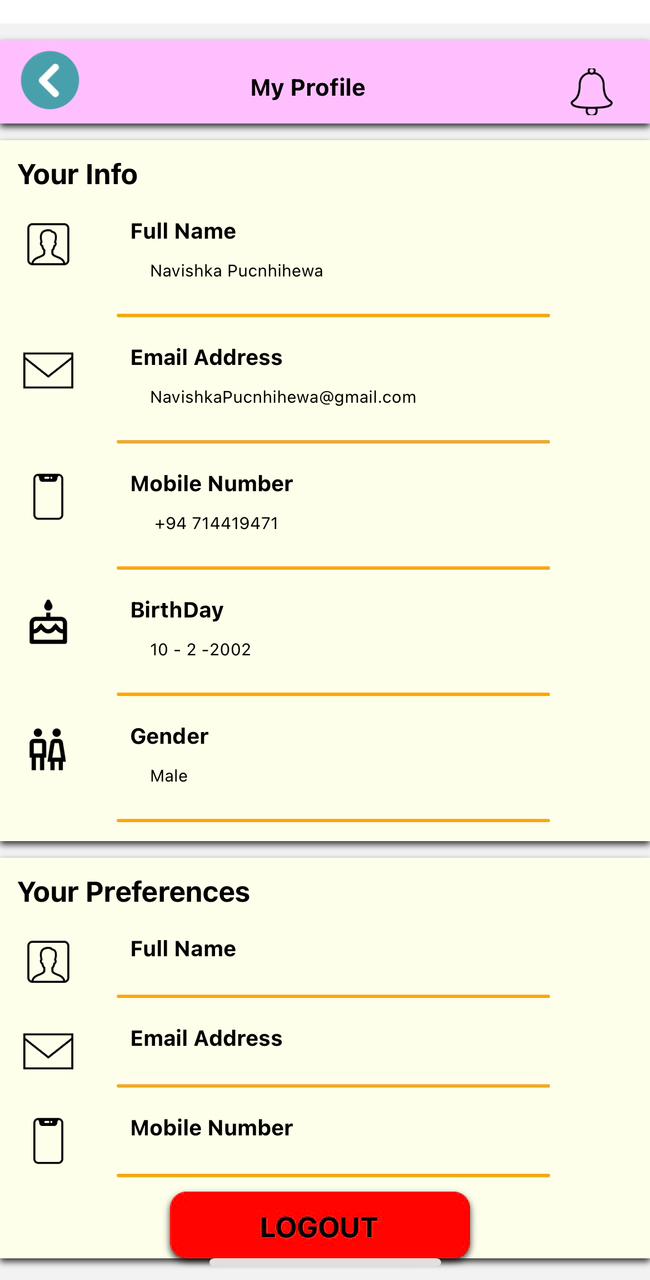 My Profile
Your Info
Full Name
Navishka Pucnhihewa
Email Address
NavishkaPucnhihewa@gmail.com
Mobile Number
+94 714419471
BirthDay
10 - 2 -2002
Gender
Male
Your Preferences
Full Name
Email Address
Mobile Number
LOGOUT